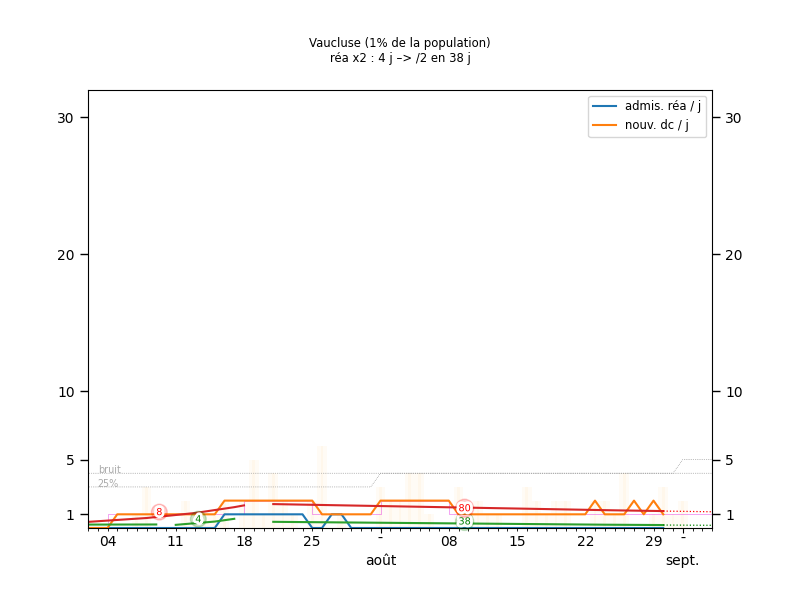 Vaucluse (1% de la population)
réa x2 : 4 j –> /2 en 38 j
admis. réa / j
nouv. dc / j
30 30
20 20
10 10
5 5
bruit
25%
1 1
8
4
80
38
04 11 18 25 - 08 15 22 29 -
août sept.